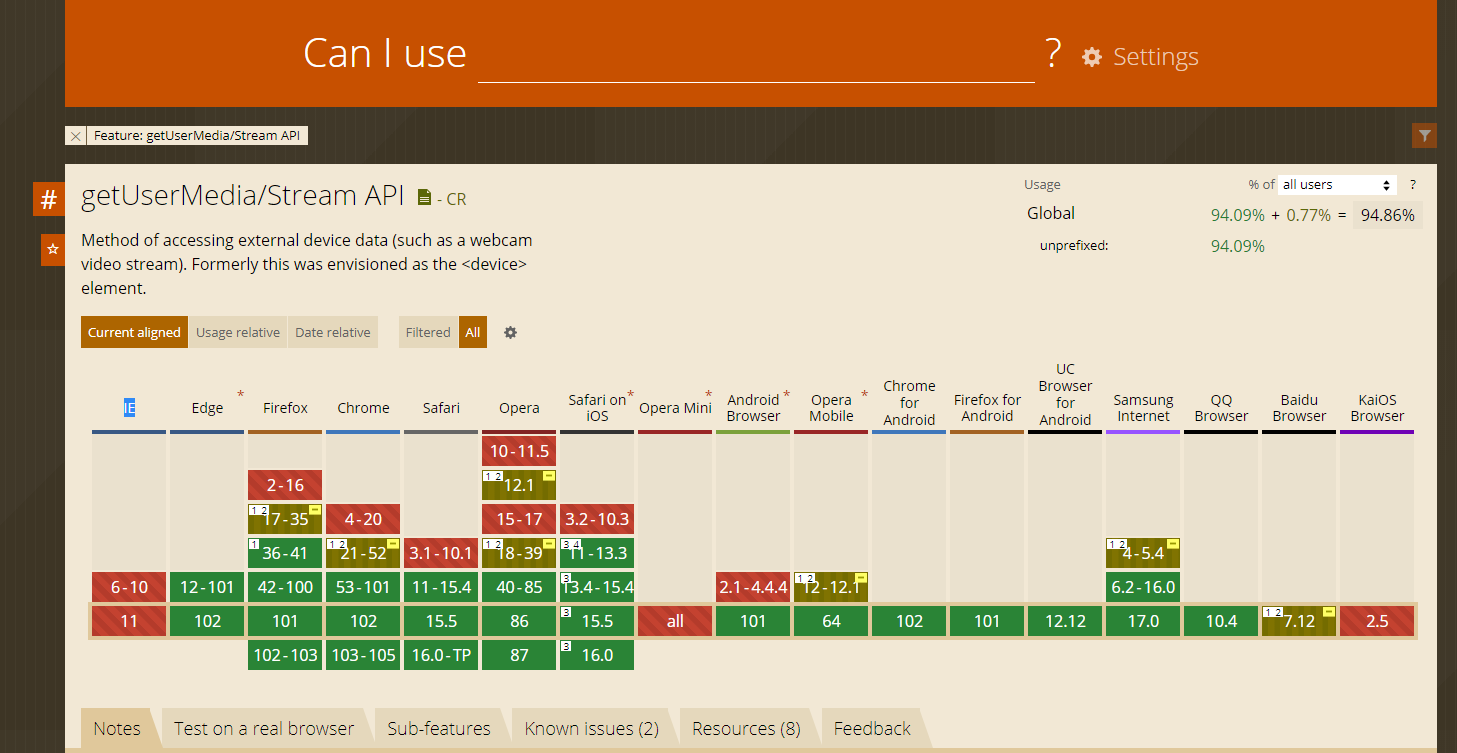 Can I use ? Settings
Feature: getUserMedia/Stream API
#
getUserMedia/Stream API - CR
Usage % of all users ?
Global 94.09% + 0.77% = 94.86%
unprefixed: 94.09%
Method of accessing external device data (such as a webcam
video stream). Formerly this was envisioned as the <device>
element.
Current aligned Usage relative Date relative Filtered All
IE
Edge *
Firefox
Chrome
Safari
Opera
Safari on *
iOS
Opera Mini *
Android *
Browser
Opera *
Mobile
Chrome
for
Android
Firefox for
Android
UC
Browser
for
Android
Samsung
Internet
QQ
Browser
Baidu
Browser
KaiOS
Browser
10-11.5
2-16 1 2 12.1
1 2 17-35 4-20 15-17 3.2-10.3
1 36-41 1 2 21-52 3.1-10.1 1 2 18-39 3 4 11-13.3 1 2 4-5.4
6-10 12-101 42-100 53-101 11-15.4 40-85 3 13.4-15.4 2.1-4.4.4 1 2 12-12.1 6.2-16.0
11 102 101 102 15.5 86 3 15.5 all 101 64 102 101 12.12 17.0 10.4 1 2 7.12 2.5
102-103 103-105 16.0-TP 87 3 16.0
Notes Test on a real browser Sub-features Known issues (2) Resources (8) Feedback